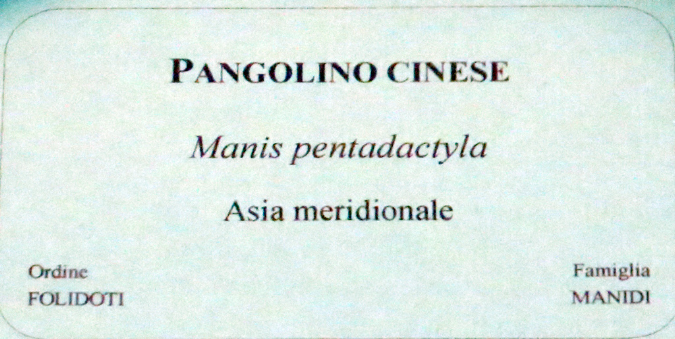 PANGOLINO CINESE
Manis pentadactyla
Asia meridionale
Ordine
FOLIDOTI
Famiglia
MANIDI